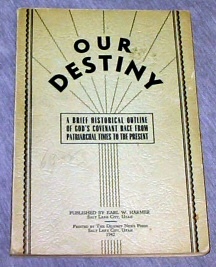 OUR
DESTINY
A BRIEF HISTORICAL OUTLINE
OF GOD'S COVENANT RACE FROM
PATRIARCHAL TIMES TO THE PRESENT
PUBLISHED BY EARL W. HARMER
SALT LAKE CITY, UTAH
PRINTED BY THE DESERET NEWS PRESS
SALT LAKE CITY, UTAH
1942